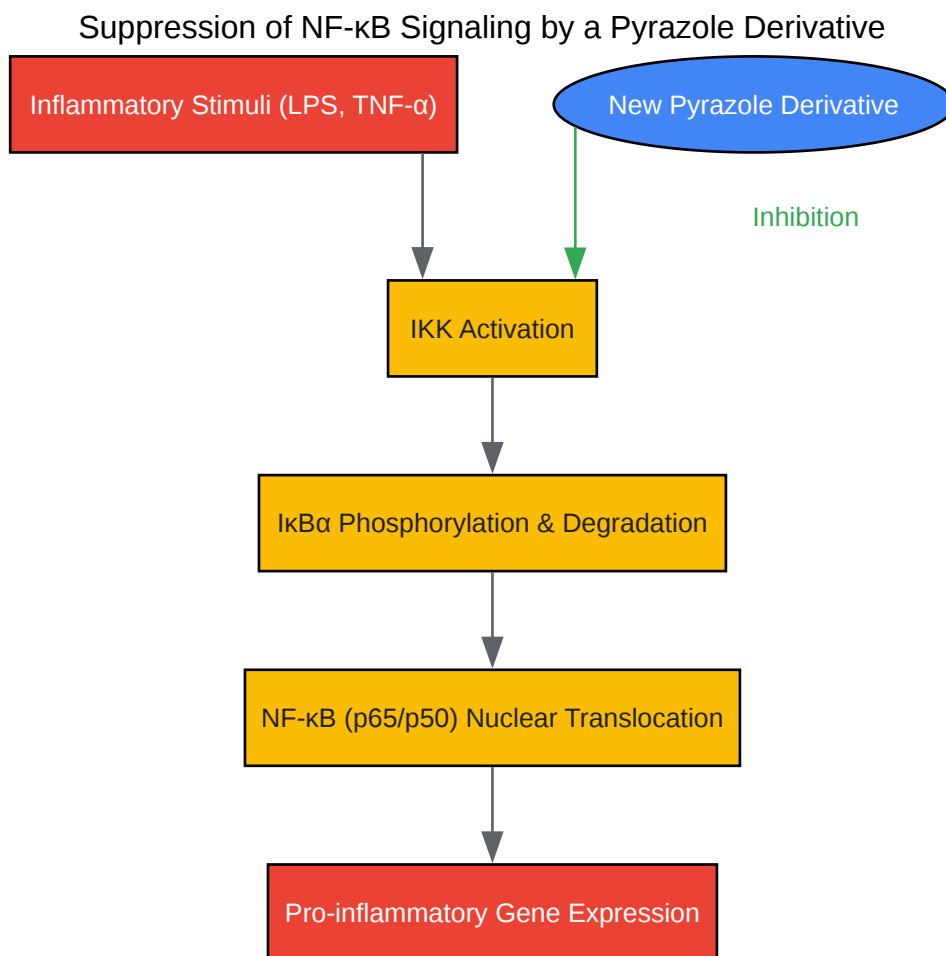 Suppression of NF-κB Signaling by a Pyrazole Derivative
Inflammatory Stimuli (LPS, TNF-α)
New Pyrazole Derivative
Inhibition
IKK Activation
IκBα Phosphorylation & Degradation
NF-κB (p65/p50) Nuclear Translocation
Pro-inflammatory Gene Expression